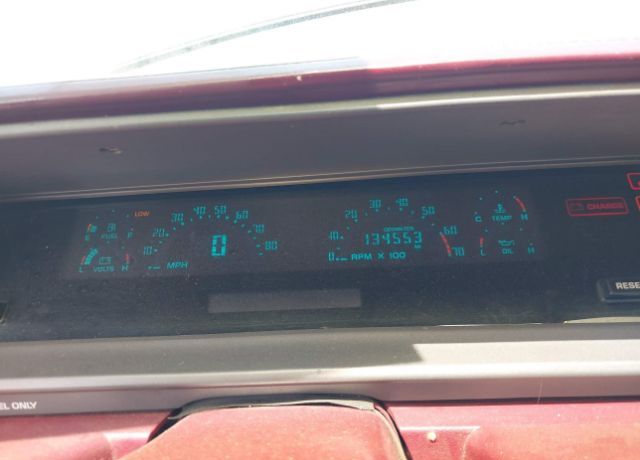 LOW
E FUEL F
L VOLTS H
10 20 30 40 50 60 70 80
0
MPH
0 10 20 30 40 50 60 70
ODOMETER
134553
RPM X 100
C TEMP H
L OIL H
CHARGE
RESE
EL ONLY